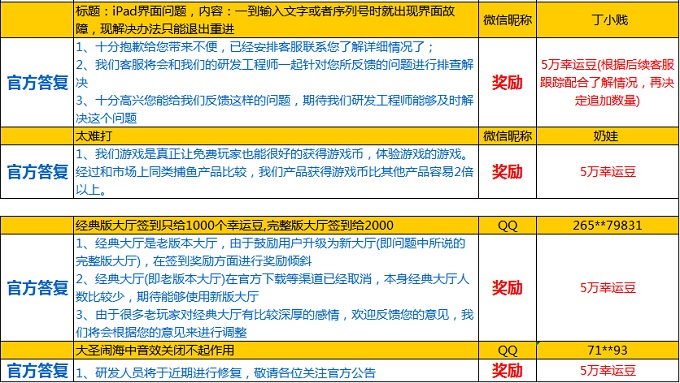 标题：iPad界面问题，内容：一到输入文字或者序列号时就出现界面故
障，现解决办法只能退出重进
微信昵称
丁小贱
官方答复
1、十分抱歉给您带来不便，已经安排客服联系您了解详细情况了；
2、我们客服将会和我们的研发工程师一起针对您所反馈的问题进行排查解
决
3、十分高兴您能给我们反馈这样的问题，期待我们研发工程师能够及时解
决这个问题
奖励
5万幸运豆(根据后续客服
跟踪配合了解情况，再决
定追加数量)
太难打
微信昵称
奶娃
官方答复
1、我们游戏是真正让免费玩家也能很好的获得游戏币，体验游戏的游戏。
经过和市场上同类捕鱼产品比较，我们产品获得游戏币比其他产品容易2倍
以上。
奖励
5万幸运豆
经典版大厅签到只给1000个幸运豆,完整版大厅签到给2000
QQ
265**79831
官方答复
1、经典大厅是老版本大厅，由于鼓励用户升级为新大厅(即问题中所说的
完整版大厅)，在签到奖励方面进行奖励倾斜
2、经典大厅(即老版本大厅)在官方下载等渠道已经取消，本身经典大厅人
数比较少，期待能够使用新版大厅
3、由于很多老玩家对经典大厅有比较深厚的感情，欢迎反馈您的意见，我
们将会根据您的意见来进行调整
奖励
5万幸运豆
大圣闹海中音效关闭不起作用
QQ
71**93
官方答复
1、研发人员将于近期进行修复，敬请各位关注官方公告
奖励
5万幸运豆